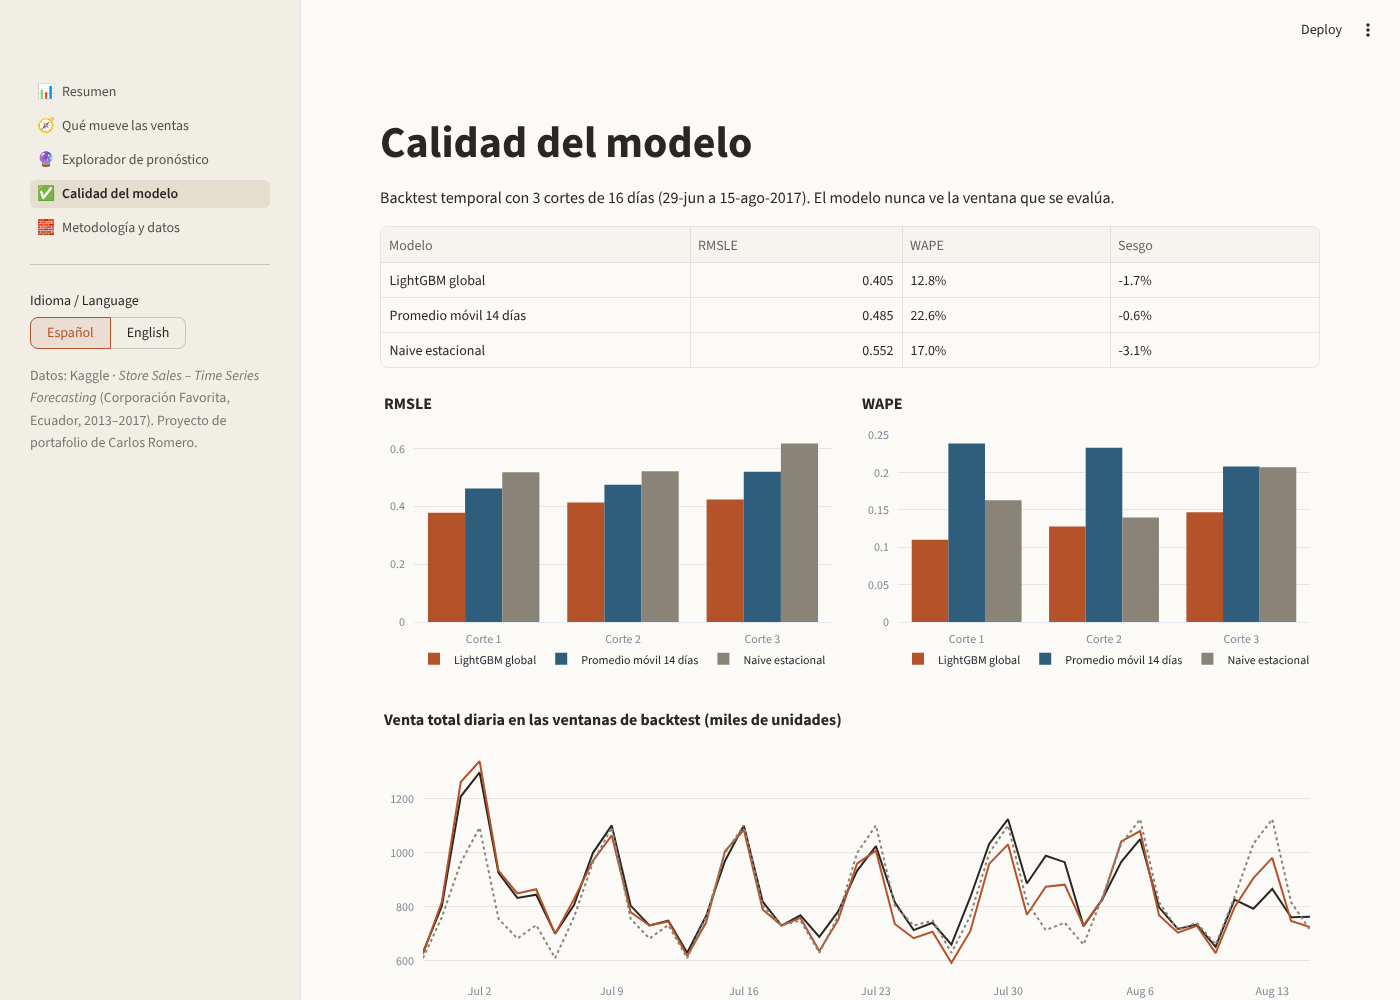 Deploy
📊 Resumen
🧭 Qué mueve las ventas
🔮 Explorador de pronóstico
✅ Calidad del modelo
🧱 Metodología y datos
Idioma / Language
Español English
Datos: Kaggle · Store Sales – Time Series
Forecasting (Corporación Favorita,
Ecuador, 2013–2017). Proyecto de
portafolio de Carlos Romero.
Calidad del modelo
Backtest temporal con 3 cortes de 16 días (29-jun a 15-ago-2017). El modelo nunca ve la ventana que se evalúa.
Modelo RMSLE WAPE Sesgo
LightGBM global 0.405 12.8% -1.7%
Promedio móvil 14 días 0.485 22.6% -0.6%
Naive estacional 0.552 17.0% -3.1%
RMSLE
0.6
0.4
0.2
0
Corte 1 Corte 2 Corte 3
LightGBM global Promedio móvil 14 días Naive estacional
WAPE
0.25
0.2
0.15
0.1
0.05
0
Corte 1 Corte 2 Corte 3
LightGBM global Promedio móvil 14 días Naive estacional
Venta total diaria en las ventanas de backtest (miles de unidades)
1200
1000
800
600
Jul 2 Jul 9 Jul 16 Jul 23 Jul 30 Aug 6 Aug 13